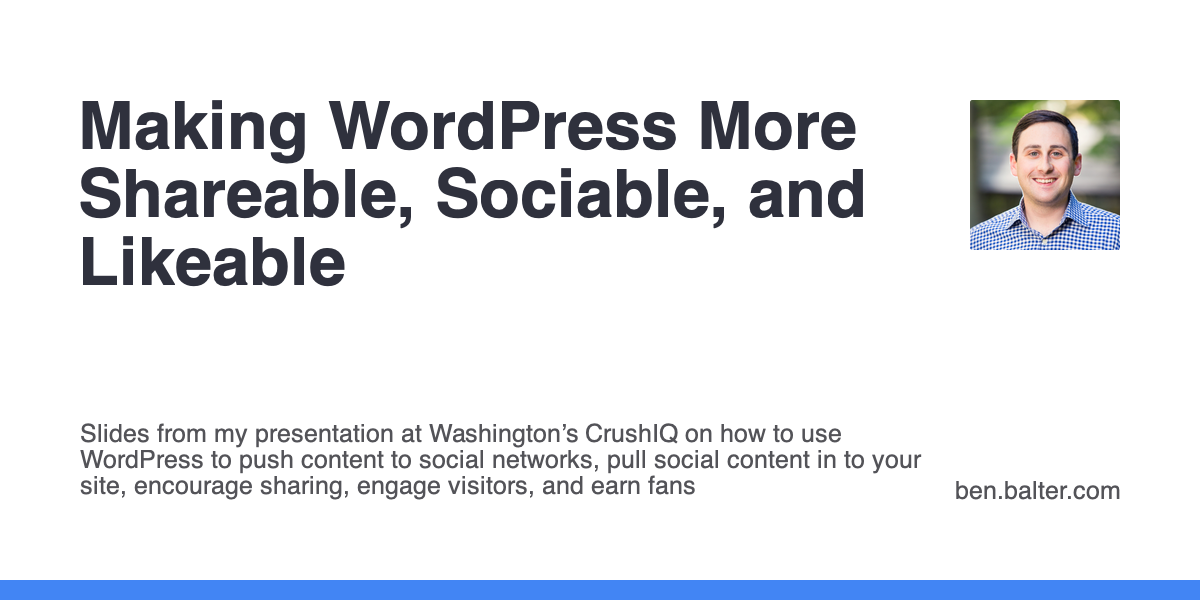 Making WordPress More
Shareable, Sociable, and
Likeable
Slides from my presentation at Washington’s CrushIQ on how to use
WordPress to push content to social networks, pull social content in to your
site, encourage sharing, engage visitors, and earn fans
ben.balter.com